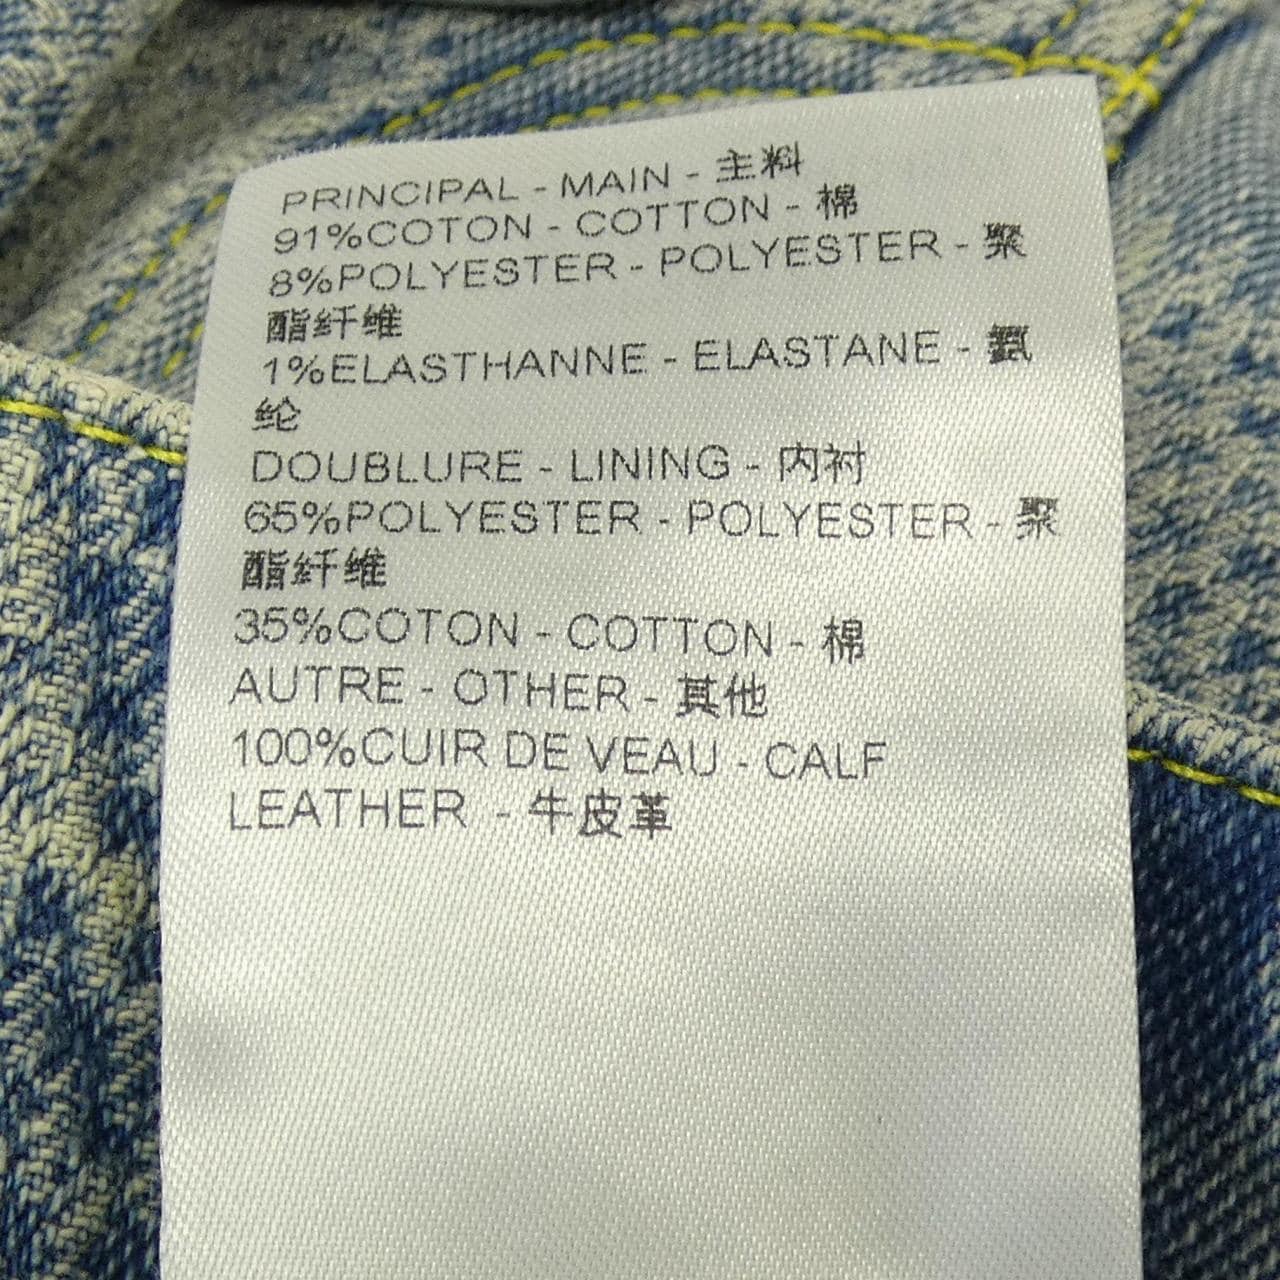 PRINCIPAL - MAIN - 主料
91%COTON - COTTON - 棉
8%POLYESTER - POLYESTER - 聚
酯纤维
1%ELASTHANNE - ELASTANE - 氨
纶
DOUBLURE - LINING - 内衬
65%POLYESTER - POLYESTER - 聚
酯纤维
35%COTON - COTTON - 棉
AUTRE - OTHER - 其他
100%CUIR DE VEAU - CALF
LEATHER - 牛皮革